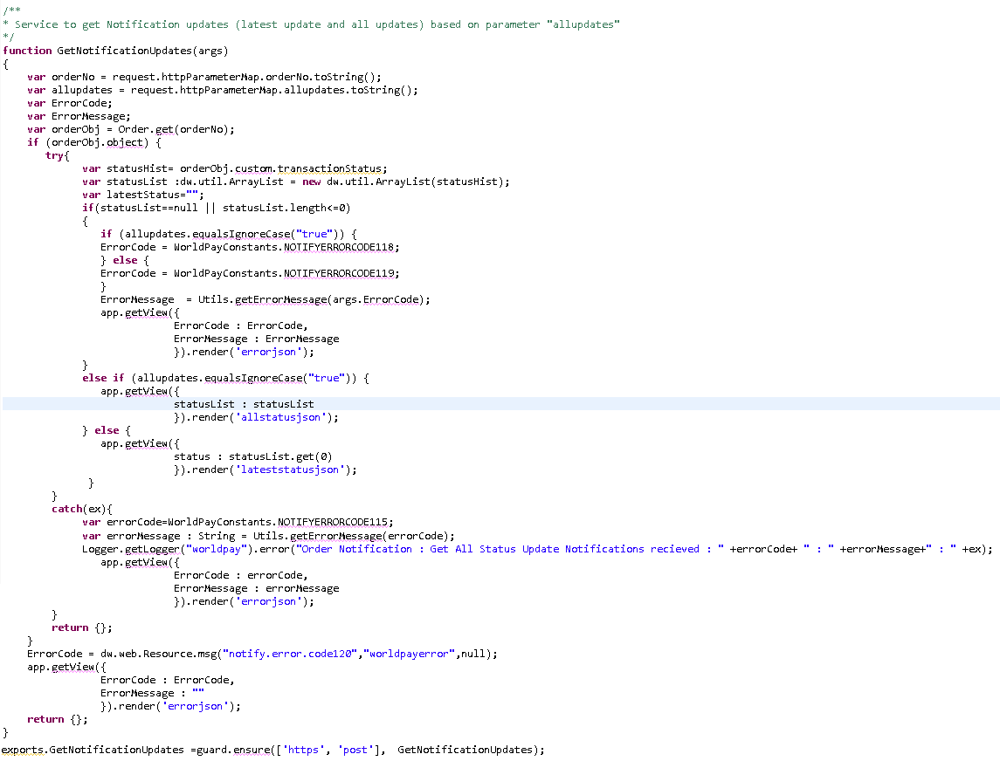 /**
* Service to get Notification updates (latest update and all updates) based on parameter "allupdates"
*/
function GetNotificationUpdates(args)
{
    var orderNo = request.httpParameterMap.orderNo.toString();
    var allupdates = request.httpParameterMap.allupdates.toString();
    var ErrorCode;
    var ErrorMessage;
    var orderObj = Order.get(orderNo);
    if (orderObj.object) {
       try{
             var statusHist= orderObj.custom.transactionStatus;
             var statusList :dw.util.ArrayList = new dw.util.ArrayList(statusHist);
             var latestStatus="";
             if(statusList==null || statusList.length<=0)
             {
                if (allupdates.equalsIgnoreCase("true")) {
                ErrorCode = WorldPayConstants.NOTIFYERRORCODE118;
                } else {
                ErrorCode = WorldPayConstants.NOTIFYERRORCODE119;
                }
                ErrorMessage  = Utils.getErrorMessage(args.ErrorCode);
                app.getView({
                            ErrorCode : ErrorCode,
                            ErrorMessage : ErrorMessage
                            }).render('errorjson');
             }
             else if (allupdates.equalsIgnoreCase("true")) {
                app.getView({
                            statusList : statusList
                            }).render('allstatusjson');
             } else {
                app.getView({
                            status : statusList.get(0)
                            }).render('lateststatusjson');
              }
        }
        catch(ex){
             var errorCode=WorldPayConstants.NOTIFYERRORCODE115;
             var errorMessage : String = Utils.getErrorMessage(errorCode);
             Logger.getLogger("worldpay").error("Order Notification : Get All Status Update Notifications recieved : " +errorCode+ " : " +errorMessage+" : " +ex);
                app.getView({
                            ErrorCode : errorCode,
                            ErrorMessage : errorMessage
                            }).render('errorjson');
        }
        return {};
    }
    ErrorCode = dw.web.Resource.msg("notify.error.code120","worldpayerror",null);
    app.getView({
                ErrorCode : ErrorCode,
                ErrorMessage : ""
                }).render('errorjson');
    return {};
}
exports.GetNotificationUpdates =guard.ensure(['https', 'post'],  GetNotificationUpdates);